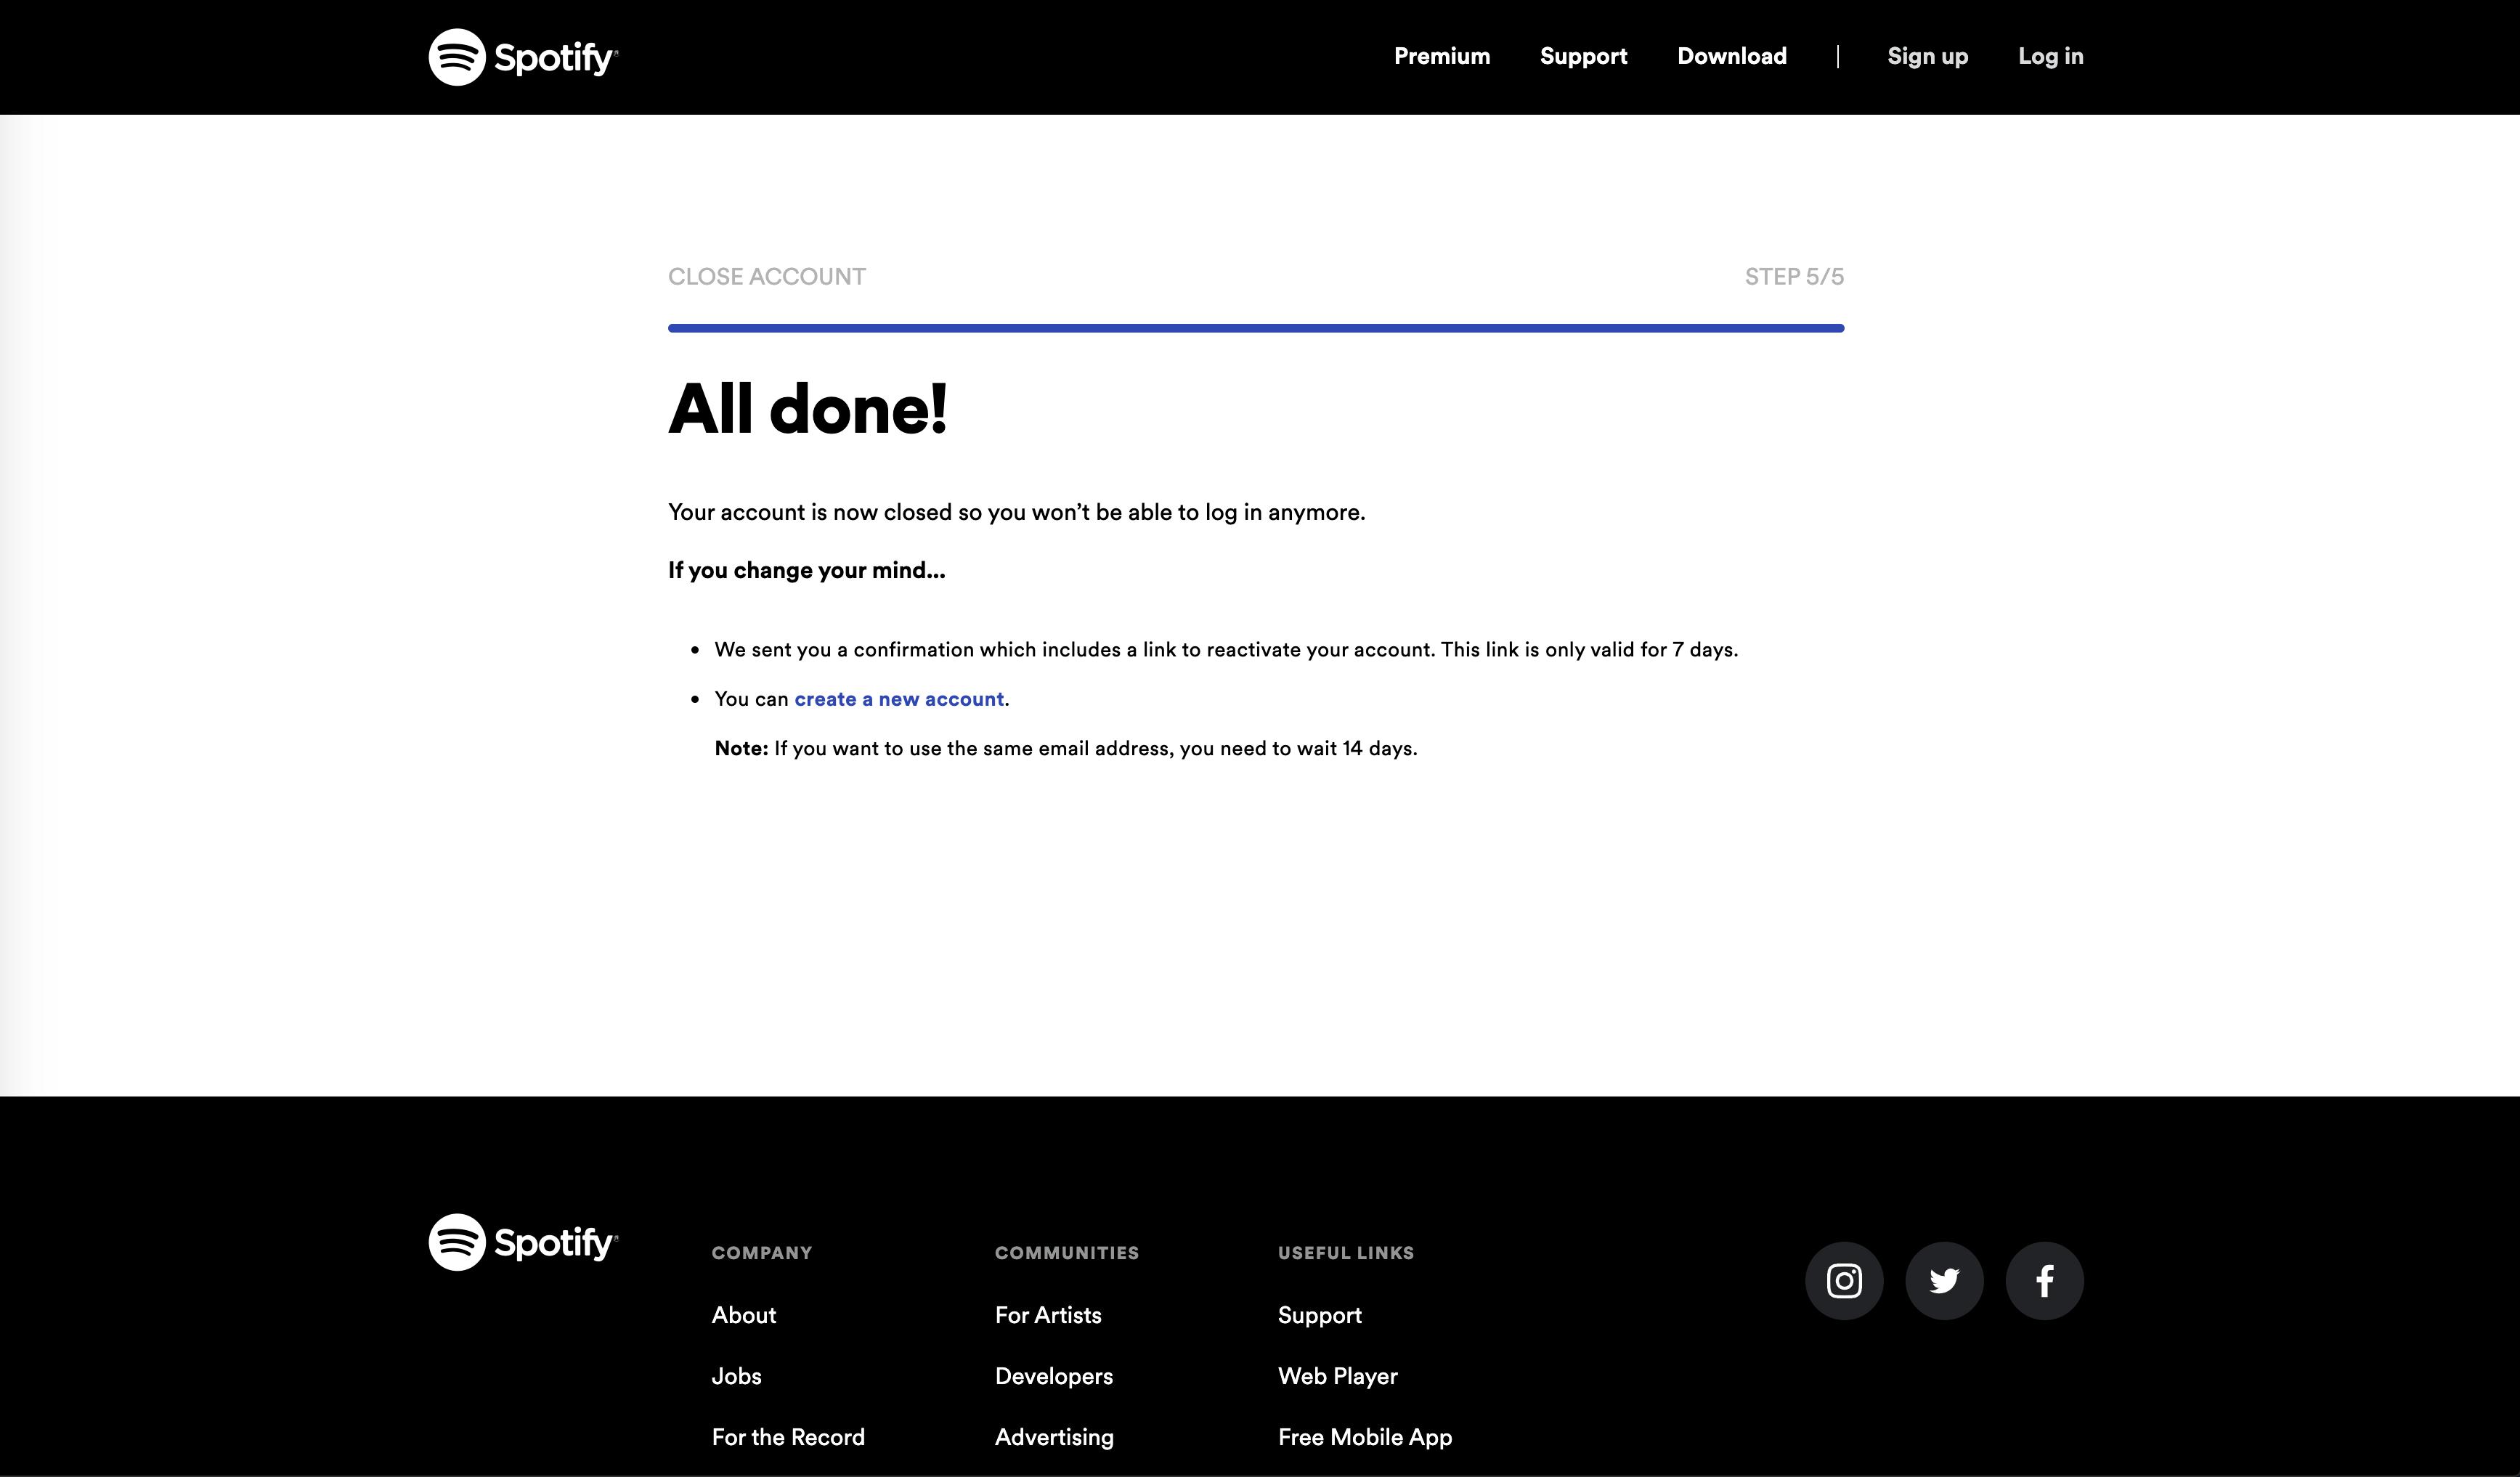 Spotify
Premium Support Download | Sign up Log in
CLOSE ACCOUNT STEP 5/5
All done!
Your account is now closed so you won’t be able to log in anymore.
If you change your mind...
• We sent you a confirmation which includes a link to reactivate your account. This link is only valid for 7 days.
• You can create a new account.
Note: If you want to use the same email address, you need to wait 14 days.
Spotify
COMPANY
About
Jobs
For the Record
COMMUNITIES
For Artists
Developers
Advertising
USEFUL LINKS
Support
Web Player
Free Mobile App